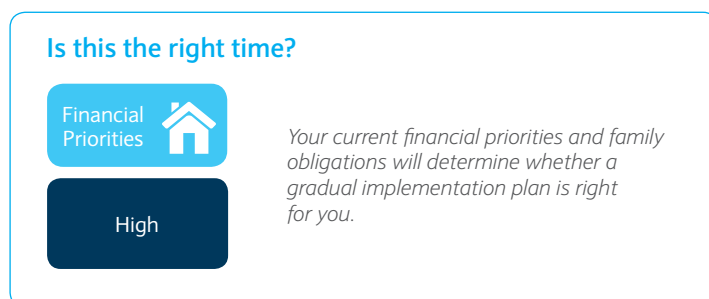 Is this the right time?
Financial
Priorities
Your current financial priorities and family
obligations will determine whether a
gradual implementation plan is right
for you.
High